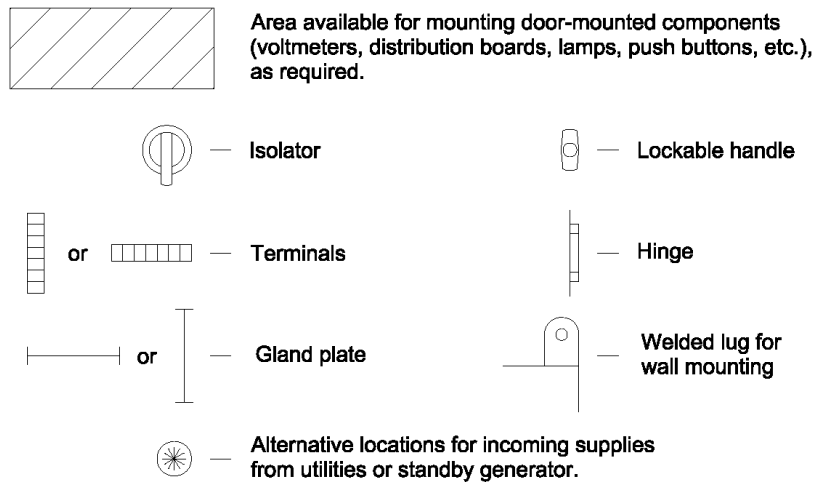 Area available for mounting door-mounted components
(voltmeters, distribution boards, lamps, push buttons, etc.),
as required.
Isolator
Lockable handle
or
Terminals
Hinge
or
Gland plate
Welded lug for
wall mounting
Alternative locations for incoming supplies
from utilities or standby generator.